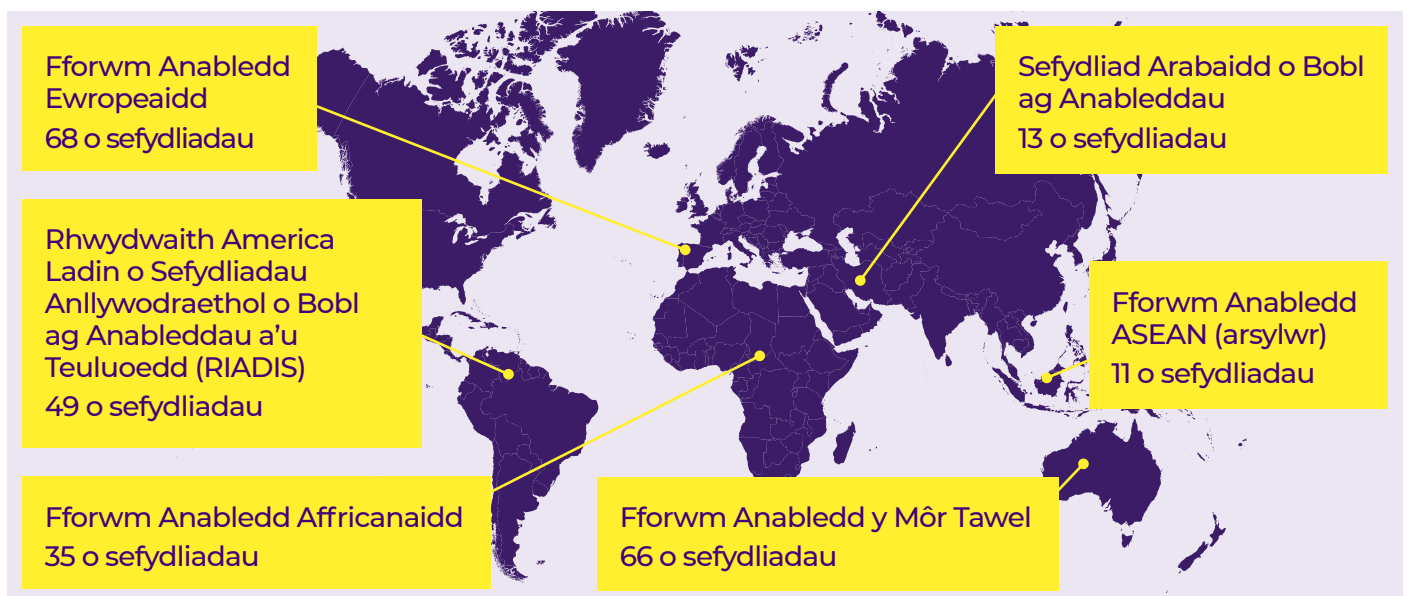 Fforwm Anabledd
Ewropeaidd
68 o sefydliadau
Sefydliad Arabaidd o Bobl
ag Anableddau
13 o sefydliadau
Rhwydwaith America
Ladin o Sefydliadau
Anllywodraethol o Bobl
ag Anableddau a'u
Teuluoedd (RIADIS)
49 o sefydliadau
Fforwm Anabledd
ASEAN (arsylwr)
11 o sefydliadau
Fforwm Anabledd Affricanaidd
35 o sefydliadau
Fforwm Anabledd y Môr Tawel
66 o sefydliadau